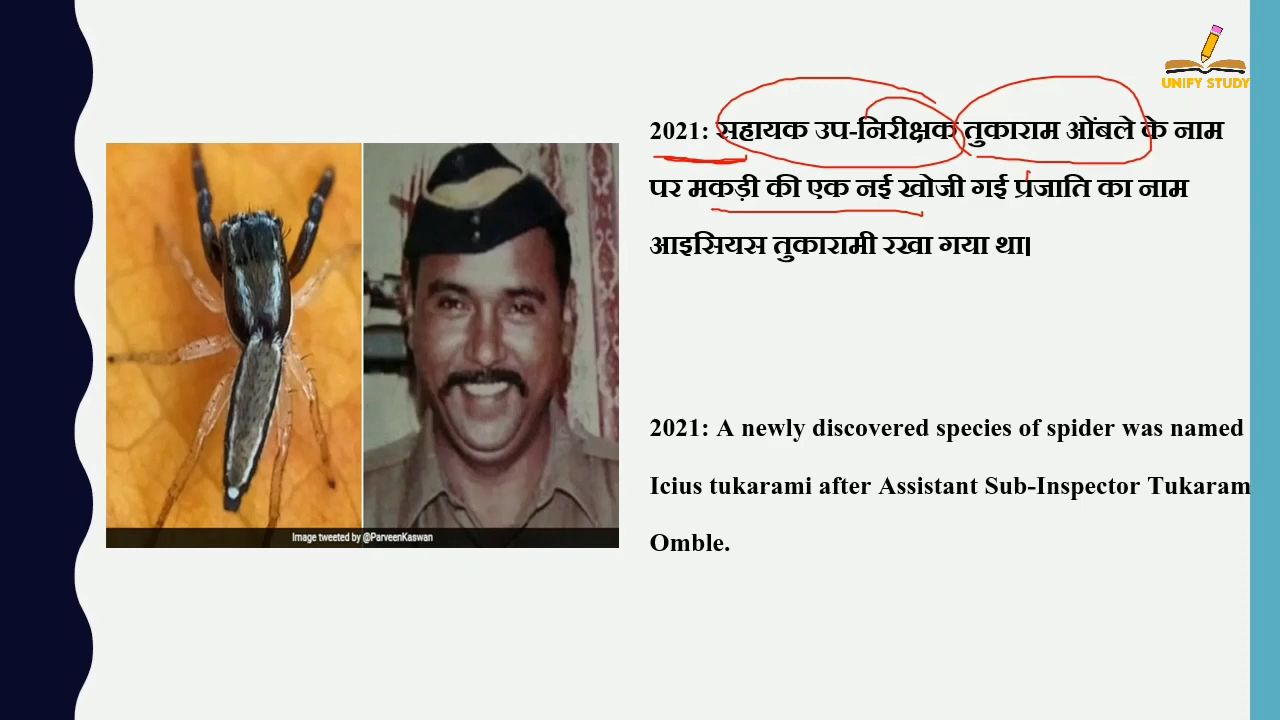 UNIFY STUDY
2021: सहायक उप-निरीक्षक तुकाराम ओंबले के नाम
पर मकड़ी की एक नई खोजी गई प्रजाति का नाम
आइसियस तुकारामी रखा गया था।
2021: A newly discovered species of spider was named
Icius tukarami after Assistant Sub-Inspector Tukaram
Omble.
Image tweeted by @ParveenKaswan